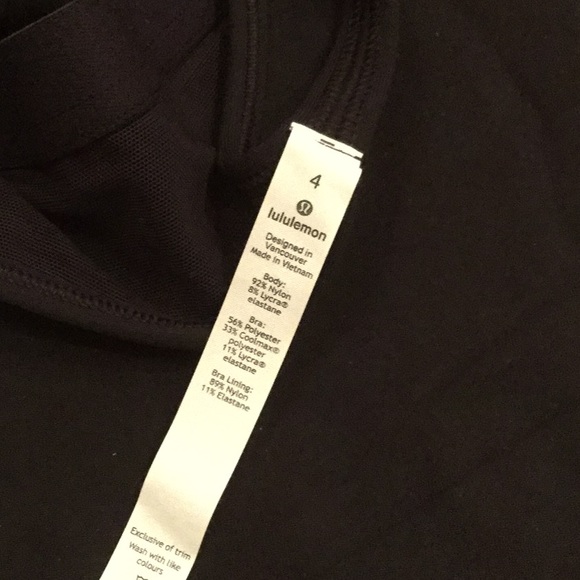 4
lululemon
Designed in
Vancouver
Made in Vietnam
Body:
92% Nylon
8% Lycra®
elastane
Bra:
56% Polyester
33% Coolmax®
polyester
11% Lycra®
elastane
Bra Lining:
89% Nylon
11% Elastane
Exclusive of trim
Wash with like
colours